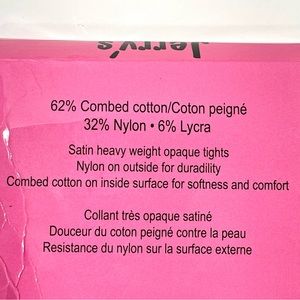 Jerry's
62% Combed cotton/Coton peigné
32% Nylon • 6% Lycra
Satin heavy weight opaque tights
Nylon on outside for duradility
Combed cotton on inside surface for softness and comfort
Collant très opaque satiné
Douceur du coton peigné contre la peau
Resistance du nylon sur la surface externe